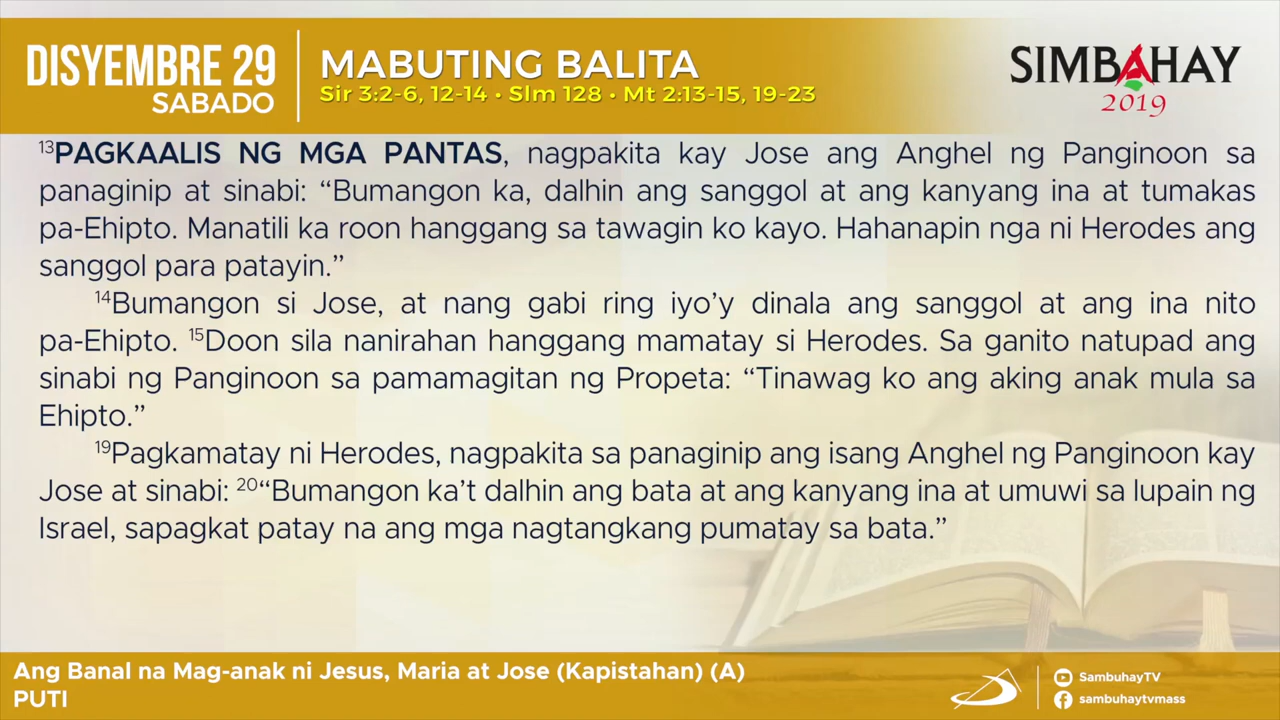 DISYEMBRE 29
SABADO
MABUTING BALITA
Sir 3:2-6, 12-14 • Slm 128 • Mt 2:13-15, 19-23
SIMBAHAY
2019
13PAGKAALIS NG MGA PANTAS, nagpakita kay Jose ang Anghel ng Panginoon sa
panaginip at sinabi: “Bumangon ka, dalhin ang sanggol at ang kanyang ina at tumakas
pa-Ehipto. Manatili ka roon hanggang sa tawagin ko kayo. Hahanapin nga ni Herodes ang
sanggol para patayin.”
14Bumangon si Jose, at nang gabi ring iyo’y dinala ang sanggol at ang ina nito
pa-Ehipto. 15Doon sila nanirahan hanggang mamatay si Herodes. Sa ganito natupad ang
sinabi ng Panginoon sa pamamagitan ng Propeta: “Tinawag ko ang aking anak mula sa
Ehipto.”
19Pagkamatay ni Herodes, nagpakita sa panaginip ang isang Anghel ng Panginoon kay
Jose at sinabi: 20“Bumangon ka’t dalhin ang bata at ang kanyang ina at umuwi sa lupain ng
Israel, sapagkat patay na ang mga nagtangkang pumatay sa bata.”
Ang Banal na Mag-anak ni Jesus, Maria at Jose (Kapistahan) (A)
PUTI
SambuhayTV
sambuhaytvmass